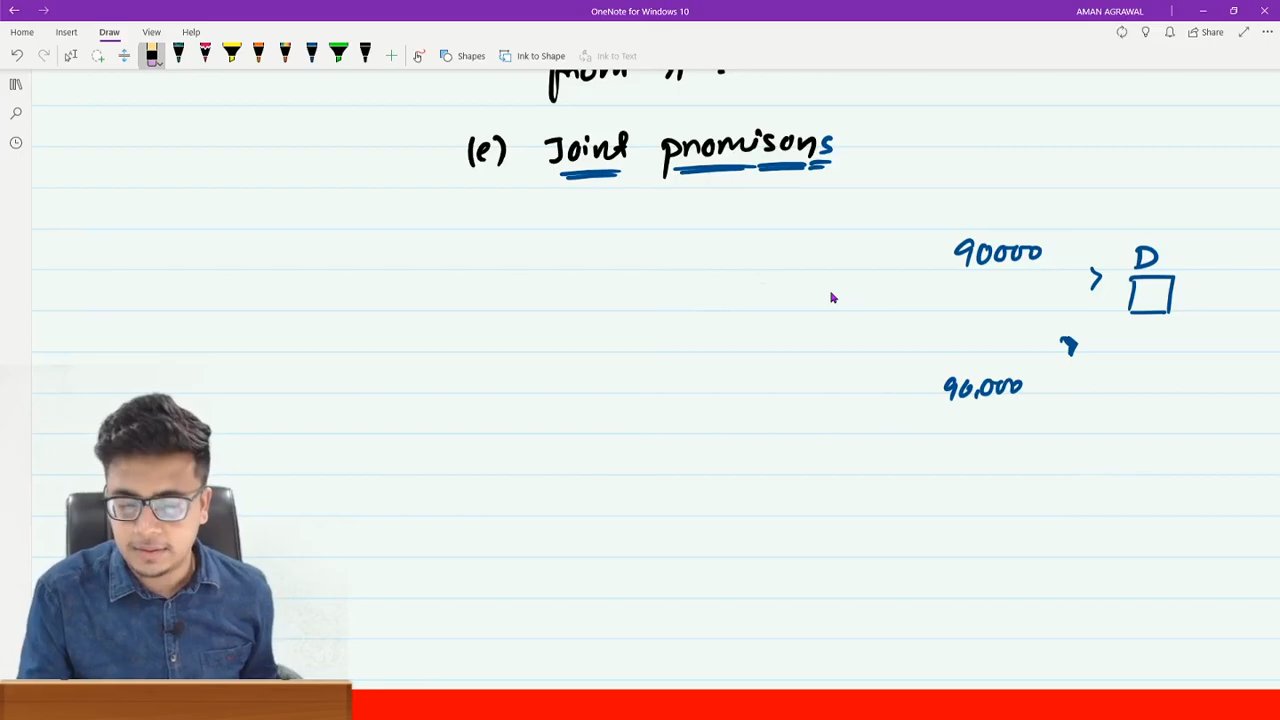 OneNote for Windows 10
AMAN AGRAWAL
Home Insert Draw View Help
Share
Shapes Ink to Shape Ink to Text
from
(e) Joint promisors
90000 > D
90,000